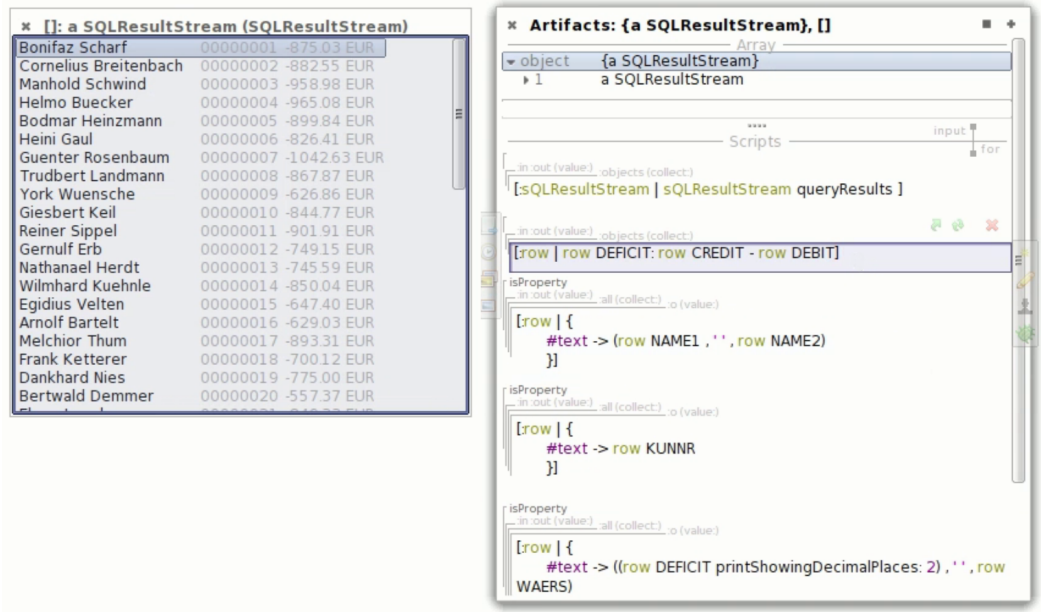 []: a SQLResultStream (SQLResultStream)
Bonifaz Scharf 00000001 -875.03 EUR
Cornelius Breitenbach 00000002 -882.55 EUR
Manhold Schwind 00000003 -958.98 EUR
Helmo Buecker 00000004 -965.08 EUR
Bodmar Heinzmann 00000005 -899.84 EUR
Heini Gaul 00000006 -826.41 EUR
Guenter Rosenbaum 00000007 -1042.63 EUR
Trudbert Landmann 00000008 -867.87 EUR
York Wuensche 00000009 -626.86 EUR
Giesbert Keil 00000010 -844.77 EUR
Reiner Sippel 00000011 -901.91 EUR
Gernulf Erb 00000012 -749.15 EUR
Nathanael Herdt 00000013 -745.59 EUR
Wilmhard Kuehnle 00000014 -850.04 EUR
Egidius Velten 00000015 -647.40 EUR
Arnolf Bartelt 00000016 -629.03 EUR
Melchior Thum 00000017 -893.31 EUR
Frank Ketterer 00000018 -700.12 EUR
Dankhard Nies 00000019 -775.00 EUR
Bertwald Demmer 00000020 -557.37 EUR
Artifacts: {a SQLResultStream}, []
Array
object {a SQLResultStream}
1 a SQLResultStream
Scripts
input
for
:in :out (value:) :objects (collect:)
[:sQLResultStream | sQLResultStream queryResults ]
:in :out (value:) :objects (collect:)
[:row | row DEFICIT: row CREDIT - row DEBIT]
isProperty
:in :out (value:) :all (collect:) :o (value:)
[:row | {
#text -> (row NAME1 , ' ' , row NAME2)
}]
isProperty
:in :out (value:) :all (collect:) :o (value:)
[:row | {
#text -> row KUNNR
}]
isProperty
:in :out (value:) :all (collect:) :o (value:)
[:row | {
#text -> ((row DEFICIT printShowingDecimalPlaces: 2) , ' ' , row
WAERS)